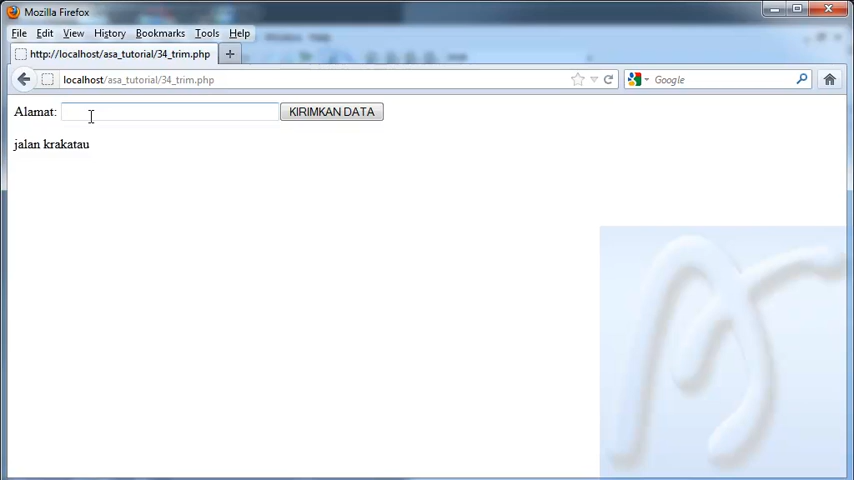 Mozilla Firefox
File Edit View History Bookmarks Tools Help
http://localhost/asa_tutorial/34_trim.php
localhost/asa_tutorial/34_trim.php
Google
Alamat:
KIRIMKAN DATA
jalan krakatau